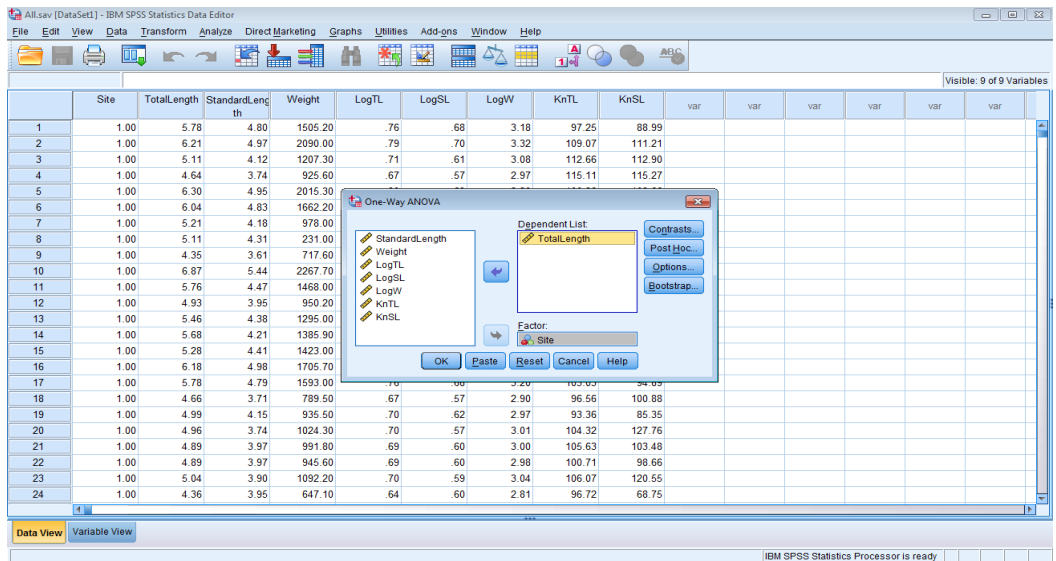 All.sav [DataSet1] - IBM SPSS Statistics Data Editor
File Edit View Data Transform Analyze Direct Marketing Graphs Utilities Add-ons Window Help
Visible: 9 of 9 Variables
Site TotalLength StandardLeng th Weight LogTL LogSL LogW KnTL KnSL var var var var var var
1 1.00 5.78 4.80 1505.20 .76 .68 3.18 97.25 88.99
2 1.00 6.21 4.97 2090.00 .79 .70 3.32 109.07 111.21
3 1.00 5.11 4.12 1207.30 .71 .61 3.08 112.66 112.90
4 1.00 4.64 3.74 925.60 .67 .57 2.97 115.11 115.27
5 1.00 6.30 4.95 2015.30
6 1.00 6.04 4.83 1662.20
7 1.00 5.21 4.18 978.00
8 1.00 5.11 4.31 231.00
9 1.00 4.35 3.61 717.60
10 1.00 6.87 5.44 2267.70
11 1.00 5.76 4.47 1468.00
12 1.00 4.93 3.95 950.20
13 1.00 5.46 4.38 1295.00
14 1.00 5.68 4.21 1385.90
15 1.00 5.28 4.41 1423.00
16 1.00 6.18 4.98 1705.70
17 1.00 5.78 4.79 1593.00
18 1.00 4.66 3.71 789.50 .67 .57 2.90 96.56 100.88
19 1.00 4.99 4.15 935.50 .70 .62 2.97 93.36 85.35
20 1.00 4.96 3.74 1024.30 .70 .57 3.01 104.32 127.76
21 1.00 4.89 3.97 991.80 .69 .60 3.00 105.63 103.48
22 1.00 4.89 3.97 945.60 .69 .60 2.98 100.71 98.66
23 1.00 5.04 3.90 1092.20 .70 .59 3.04 106.07 120.55
24 1.00 4.36 3.95 647.10 .64 .60 2.81 96.72 68.75
One-Way ANOVA
StandardLength
Weight
LogTL
LogSL
LogW
KnTL
KnSL
Dependent List:
TotalLength
Factor:
Site
Contrasts...
Post Hoc...
Options...
Bootstrap...
OK Paste Reset Cancel Help
Data View Variable View
IBM SPSS Statistics Processor is ready